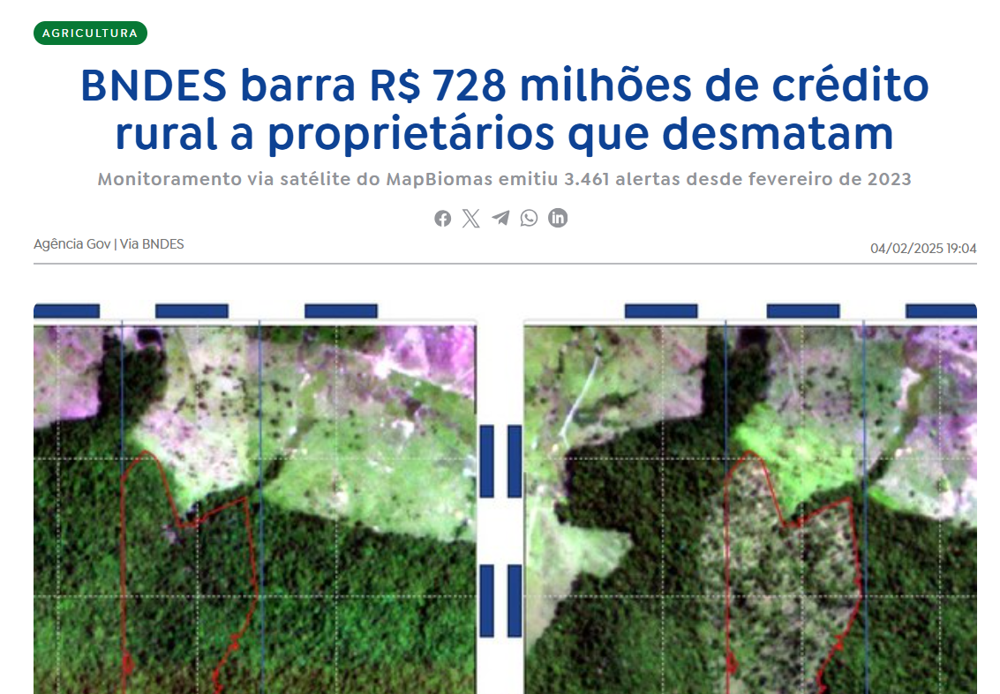 AGRICULTURA
BNDES barra R$ 728 milhões de crédito
rural a proprietários que desmatam
Monitoramento via satélite do MapBiomas emitiu 3.461 alertas desde fevereiro de 2023
Agência Gov | Via BNDES
04/02/2025 19:04